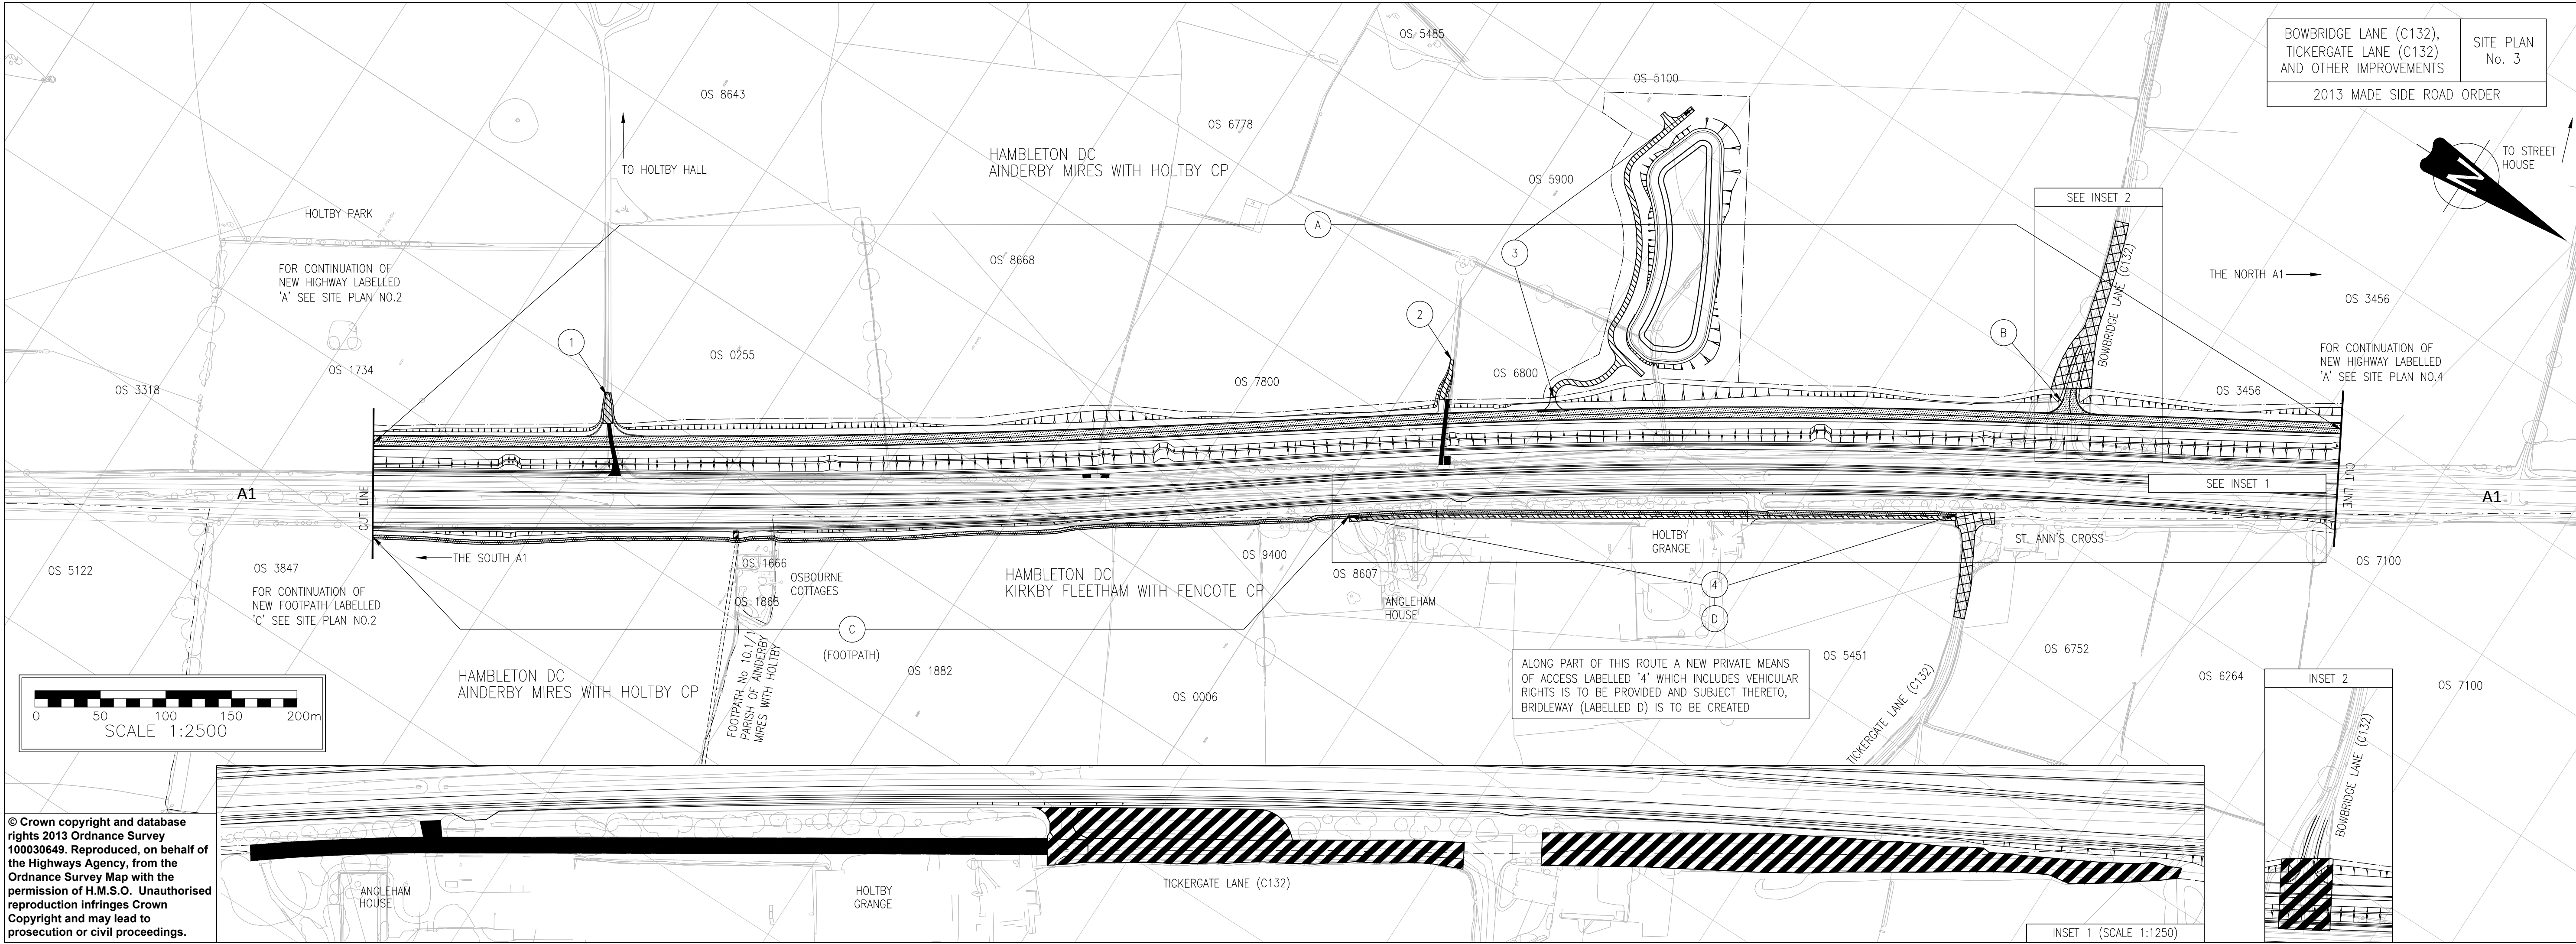 BOWBRIDGE LANE (C132),
TICKERGATE LANE (C132)
AND OTHER IMPROVEMENTS
SITE PLAN
No. 3
2013 MADE SIDE ROAD ORDER
N
TO STREET
HOUSE
OS 5485
OS 5100
OS 8643
OS 6778
TO HOLTBY HALL
HAMBLETON DC
AINDERBY MIRES WITH HOLTBY CP
OS 5900
SEE INSET 2
HOLTBY PARK
A
3
OS 8668
BOWBRIDGE LANE (C132)
THE NORTH A1
OS 3456
FOR CONTINUATION OF
NEW HIGHWAY LABELLED
'A' SEE SITE PLAN NO.2
1
2
B
OS 0255
OS 1734
OS 3318
OS 7800
OS 6800
FOR CONTINUATION OF
NEW HIGHWAY LABELLED
'A' SEE SITE PLAN NO.4
OS 3456
A1
CUT LINE
SEE INSET 1
CUT LINE
A1
THE SOUTH A1
OS 5122
OS 3847
FOR CONTINUATION OF
NEW FOOTPATH LABELLED
'C' SEE SITE PLAN NO.2
OS 1666
OSBOURNE
COTTAGES
OS 1868
OS 9400
HAMBLETON DC
KIRKBY FLEETHAM WITH FENCOTE CP
OS 8607
ANGLEHAM
HOUSE
HOLTBY
GRANGE
4
D
ST. ANN'S CROSS
OS 7100
C
(FOOTPATH)
FOOTPATH No 10.1/1
PARISH OF AINDERBY
MIRES WITH HOLTBY
HAMBLETON DC
AINDERBY MIRES WITH HOLTBY CP
OS 1882
OS 0006
ALONG PART OF THIS ROUTE A NEW PRIVATE MEANS
OF ACCESS LABELLED '4' WHICH INCLUDES VEHICULAR
RIGHTS IS TO BE PROVIDED AND SUBJECT THERETO,
BRIDLEWAY (LABELLED D) IS TO BE CREATED
OS 5451
TICKERGATE LANE (C132)
OS 6752
OS 6264
OS 7100
0 50 100 150 200m
SCALE 1:2500
INSET 2
BOWBRIDGE LANE (C132)
BOWBRIDGE LANE (C132)
© Crown copyright and database
rights 2013 Ordnance Survey
100030649. Reproduced, on behalf of
the Highways Agency, from the
Ordnance Survey Map with the
permission of H.M.S.O. Unauthorised
reproduction infringes Crown
Copyright and may lead to
prosecution or civil proceedings.
ANGLEHAM
HOUSE
HOLTBY
GRANGE
TICKERGATE LANE (C132)
INSET 1 (SCALE 1:1250)